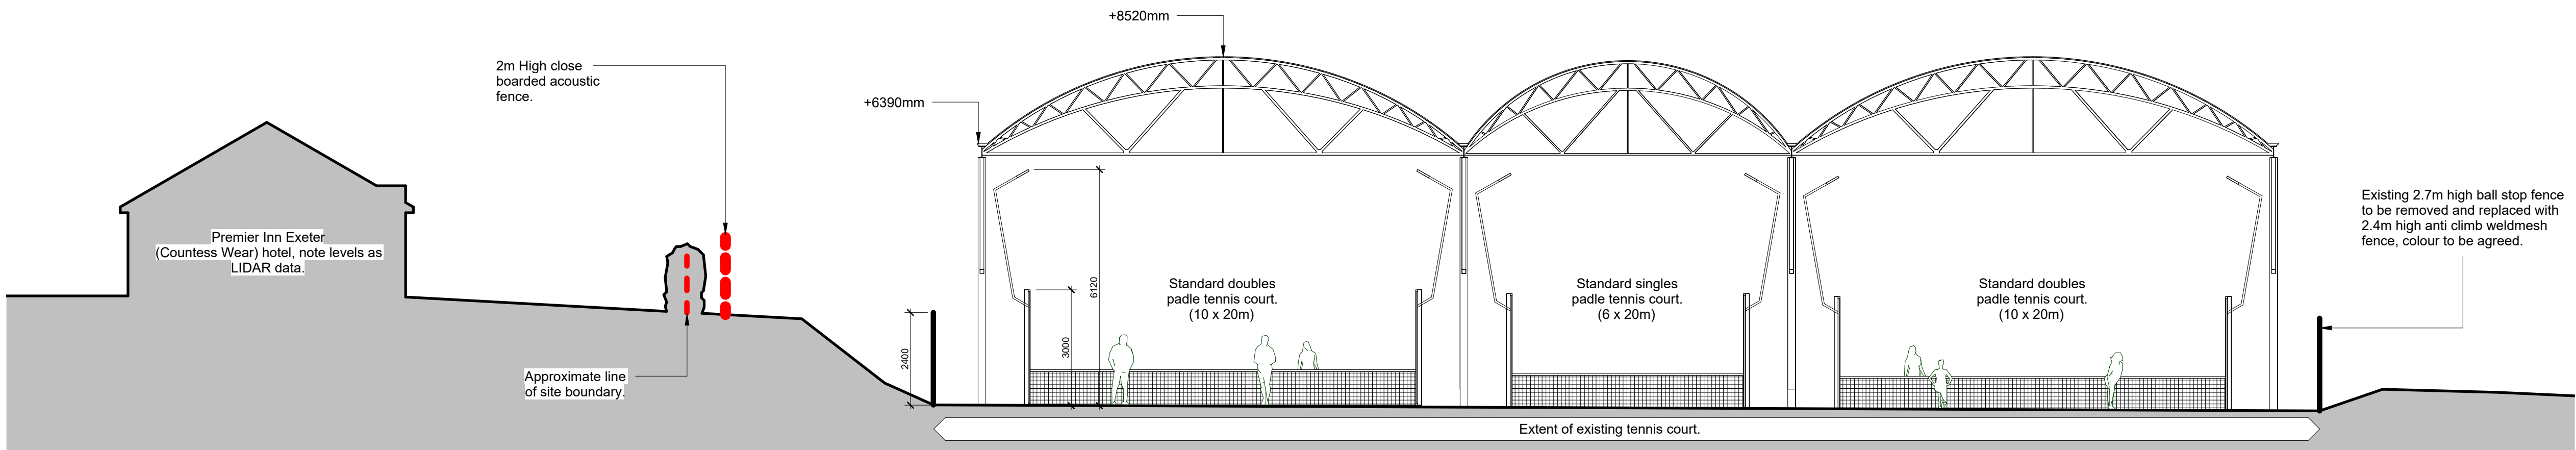 +8520mm
2m High close
boarded acoustic
fence.
+6390mm
Premier Inn Exeter
(Countess Wear) hotel, note levels as
LIDAR data.
Existing 2.7m high ball stop fence
to be removed and replaced with
2.4m high anti climb weldmesh
fence, colour to be agreed.
6120
Standard doubles
padle tennis court.
(10 x 20m)
Standard singles
padle tennis court.
(6 x 20m)
Standard doubles
padle tennis court.
(10 x 20m)
3000
2400
Approximate line
of site boundary.
Extent of existing tennis court.